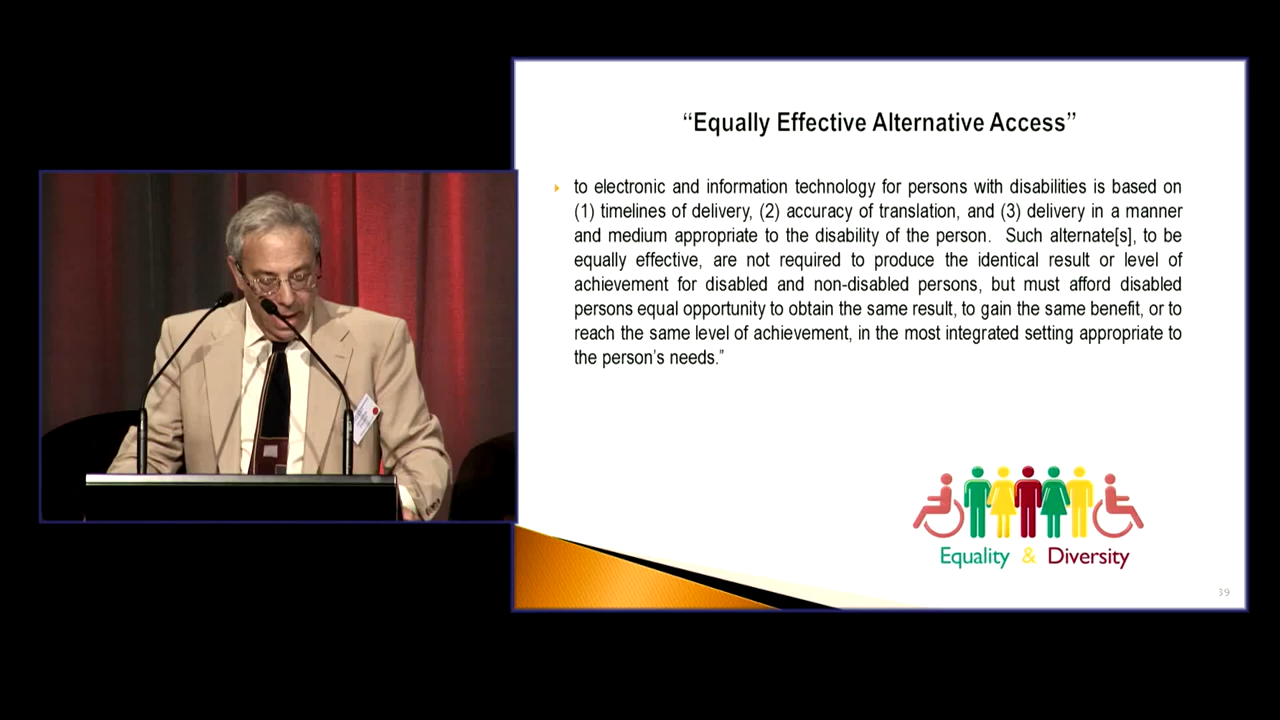 “Equally Effective Alternative Access”
to electronic and information technology for persons with disabilities is based on
(1) timelines of delivery, (2) accuracy of translation, and (3) delivery in a manner
and medium appropriate to the disability of the person. Such alternate[s], to be
equally effective, are not required to produce the identical result or level of
achievement for disabled and non-disabled persons, but must afford disabled
persons equal opportunity to obtain the same result, to gain the same benefit, or to
reach the same level of achievement, in the most integrated setting appropriate to
the person’s needs.”
Equality & Diversity
39